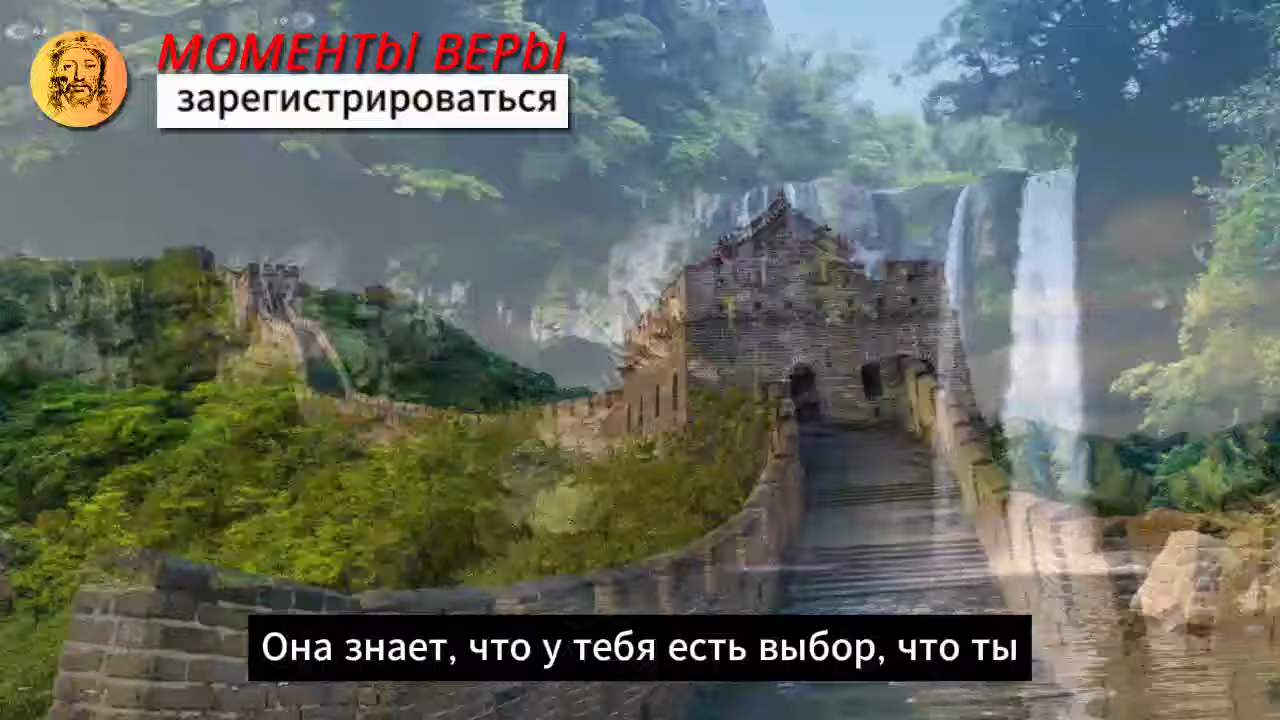 МОМЕНТЫ ВЕРЫ
зарегистрироваться
Она знает, что у тебя есть выбор, что ты